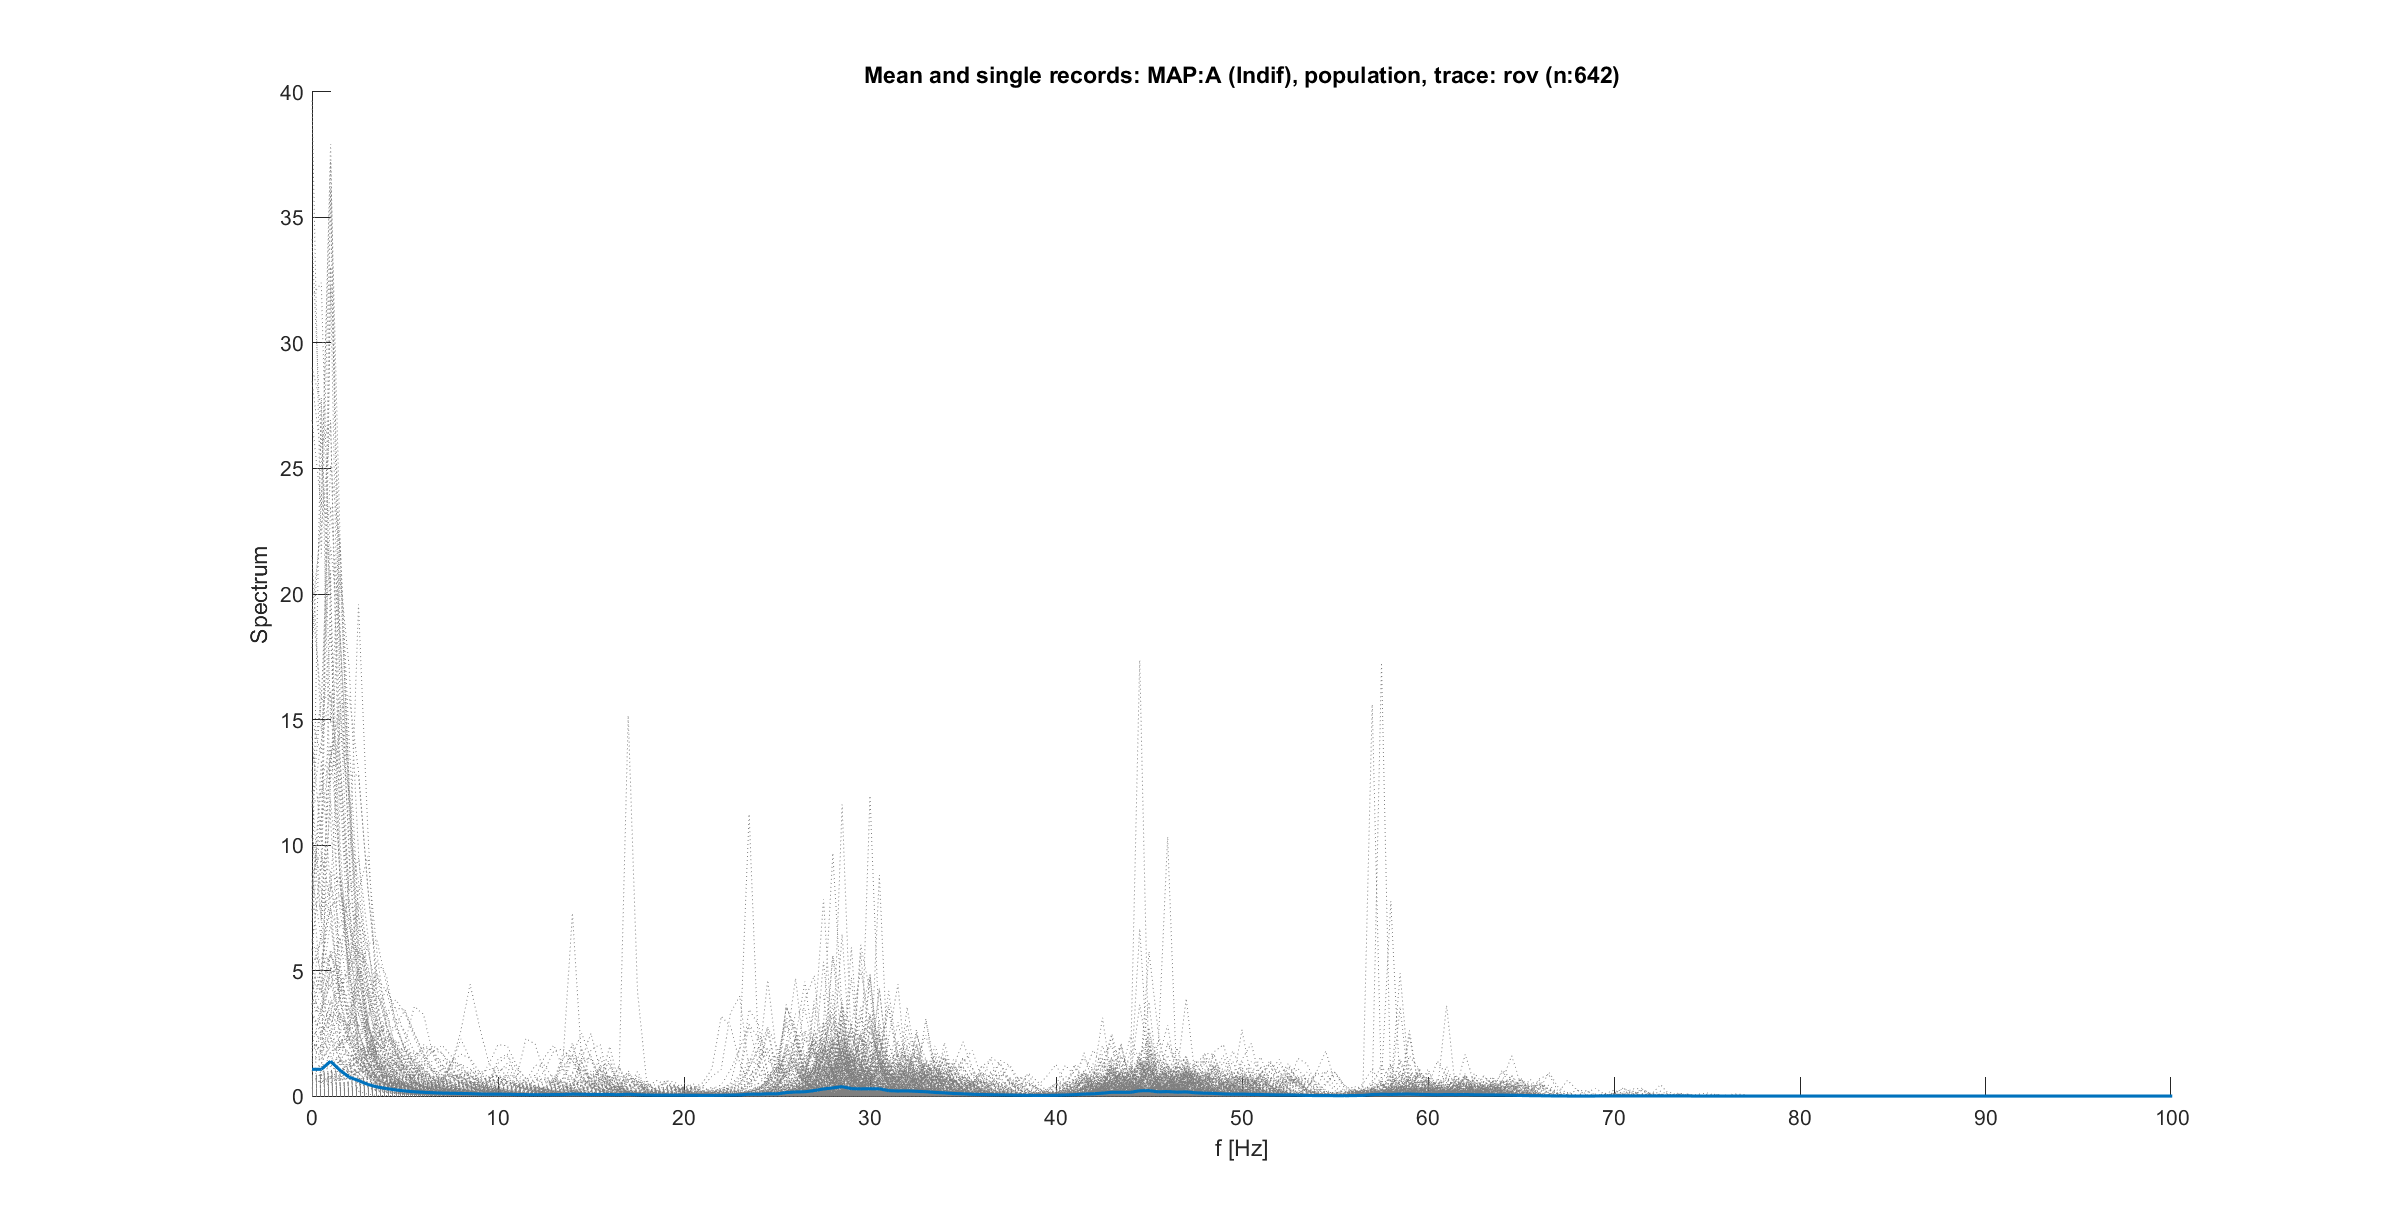 Mean and single records: MAP:A (Indif), population, trace: rov (n:642)
40
35
30
25
20
15
10
5
0
Spectrum
0 10 20 30 40 50 60 70 80 90 100
f [Hz]